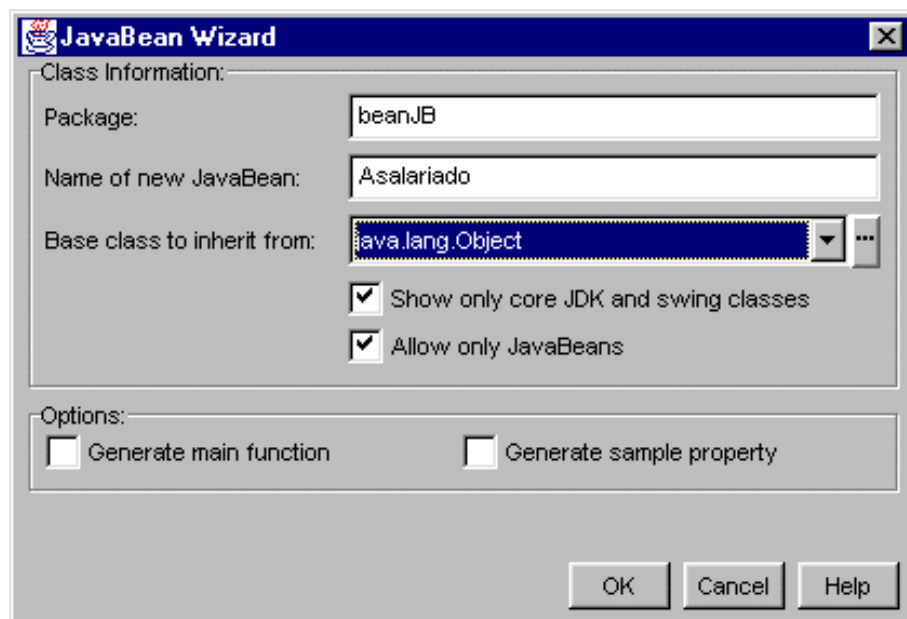 JavaBean Wizard
Class Information:
Package: beanJB
Name of new JavaBean: Asalariado
Base class to inherit from: java.lang.Object ...
Show only core JDK and swing classes
Allow only JavaBeans
Options:
Generate main function Generate sample property
OK Cancel Help